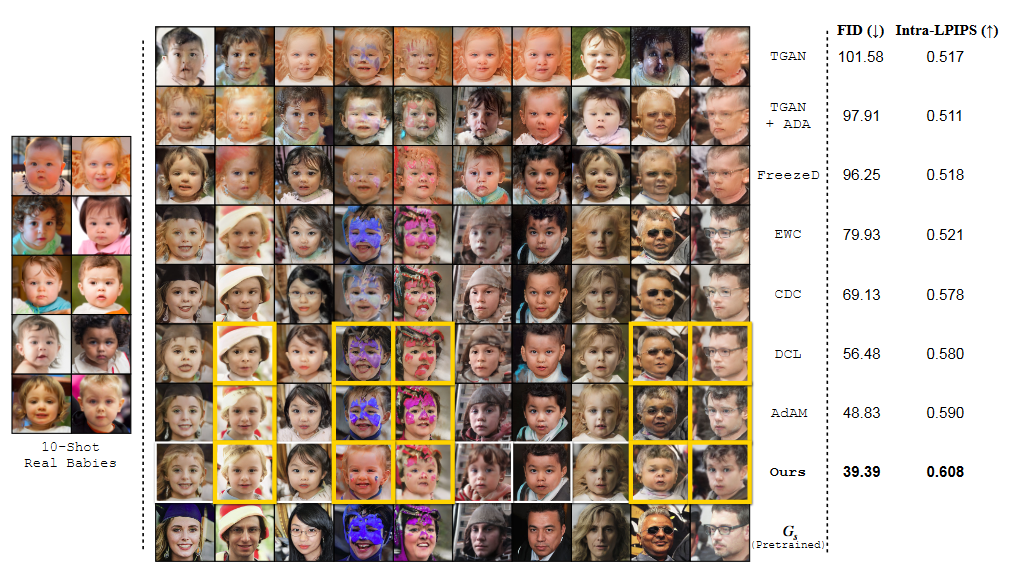 FID (↓) Intra-LPIPS (↑)
TGAN 101.58 0.517
TGAN
+ ADA 97.91 0.511
FreezeD 96.25 0.518
EWC 79.93 0.521
CDC 69.13 0.578
DCL 56.48 0.580
AdAM 48.83 0.590
Ours 39.39 0.608
10-Shot
Real Babies
Gs
(Pretrained)